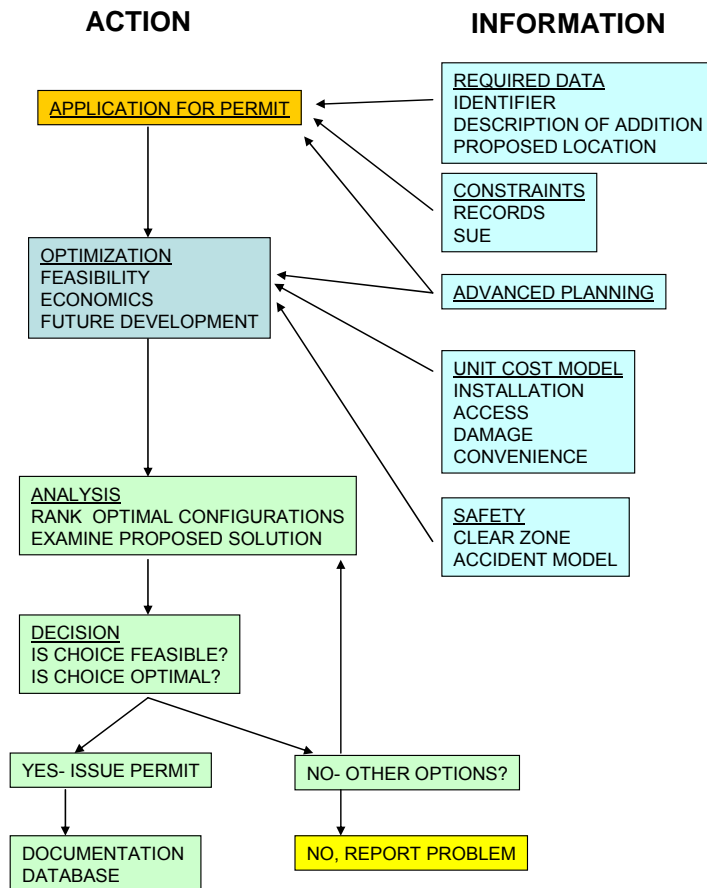 ACTION
INFORMATION
APPLICATION FOR PERMIT
REQUIRED DATA
IDENTIFIER
DESCRIPTION OF ADDITION
PROPOSED LOCATION
CONSTRAINTS
RECORDS
SUE
OPTIMIZATION
FEASIBILITY
ECONOMICS
FUTURE DEVELOPMENT
ADVANCED PLANNING
UNIT COST MODEL
INSTALLATION
ACCESS
DAMAGE
CONVENIENCE
ANALYSIS
RANK OPTIMAL CONFIGURATIONS
EXAMINE PROPOSED SOLUTION
SAFETY
CLEAR ZONE
ACCIDENT MODEL
DECISION
IS CHOICE FEASIBLE?
IS CHOICE OPTIMAL?
YES- ISSUE PERMIT
NO- OTHER OPTIONS?
DOCUMENTATION
DATABASE
NO, REPORT PROBLEM